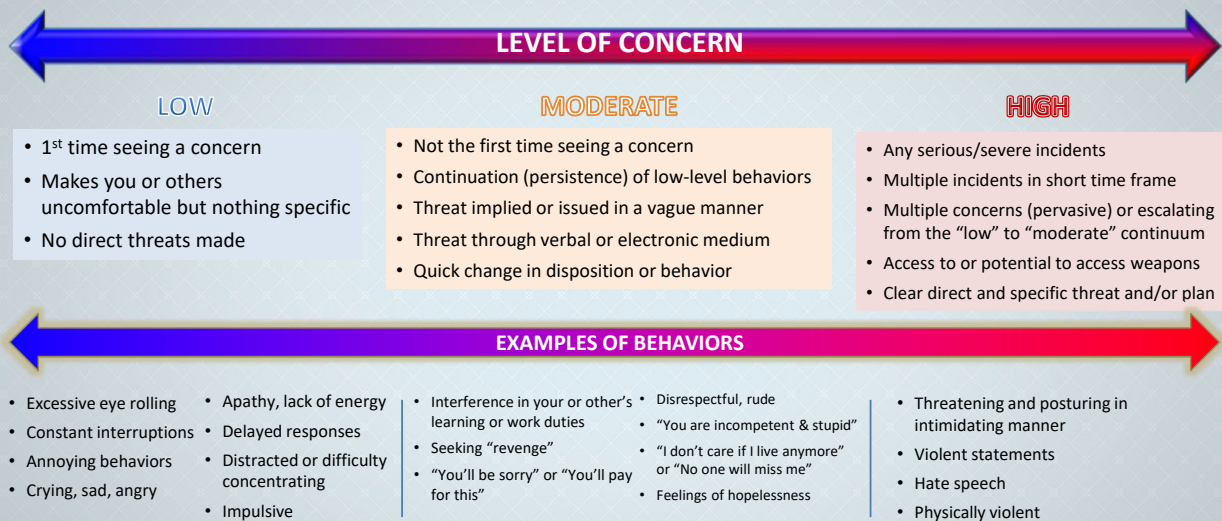 LEVEL OF CONCERN
LOW
• 1st time seeing a concern
• Makes you or others
uncomfortable but nothing specific
• No direct threats made
MODERATE
• Not the first time seeing a concern
• Continuation (persistence) of low-level behaviors
• Threat implied or issued in a vague manner
• Threat through verbal or electronic medium
• Quick change in disposition or behavior
HIGH
• Any serious/severe incidents
• Multiple incidents in short time frame
• Multiple concerns (pervasive) or escalating
from the “low” to “moderate” continuum
• Access to or potential to access weapons
• Clear direct and specific threat and/or plan
EXAMPLES OF BEHAVIORS
• Excessive eye rolling
• Constant interruptions
• Annoying behaviors
• Crying, sad, angry
• Apathy, lack of energy
• Delayed responses
• Distracted or difficulty
concentrating
• Impulsive
• Interference in your or other’s
learning or work duties
• Seeking “revenge”
• “You’ll be sorry” or “You’ll pay
for this”
• Disrespectful, rude
• “You are incompetent & stupid”
• “I don’t care if I live anymore”
or “No one will miss me”
• Feelings of hopelessness
• Threatening and posturing in
intimidating manner
• Violent statements
• Hate speech
• Physically violent